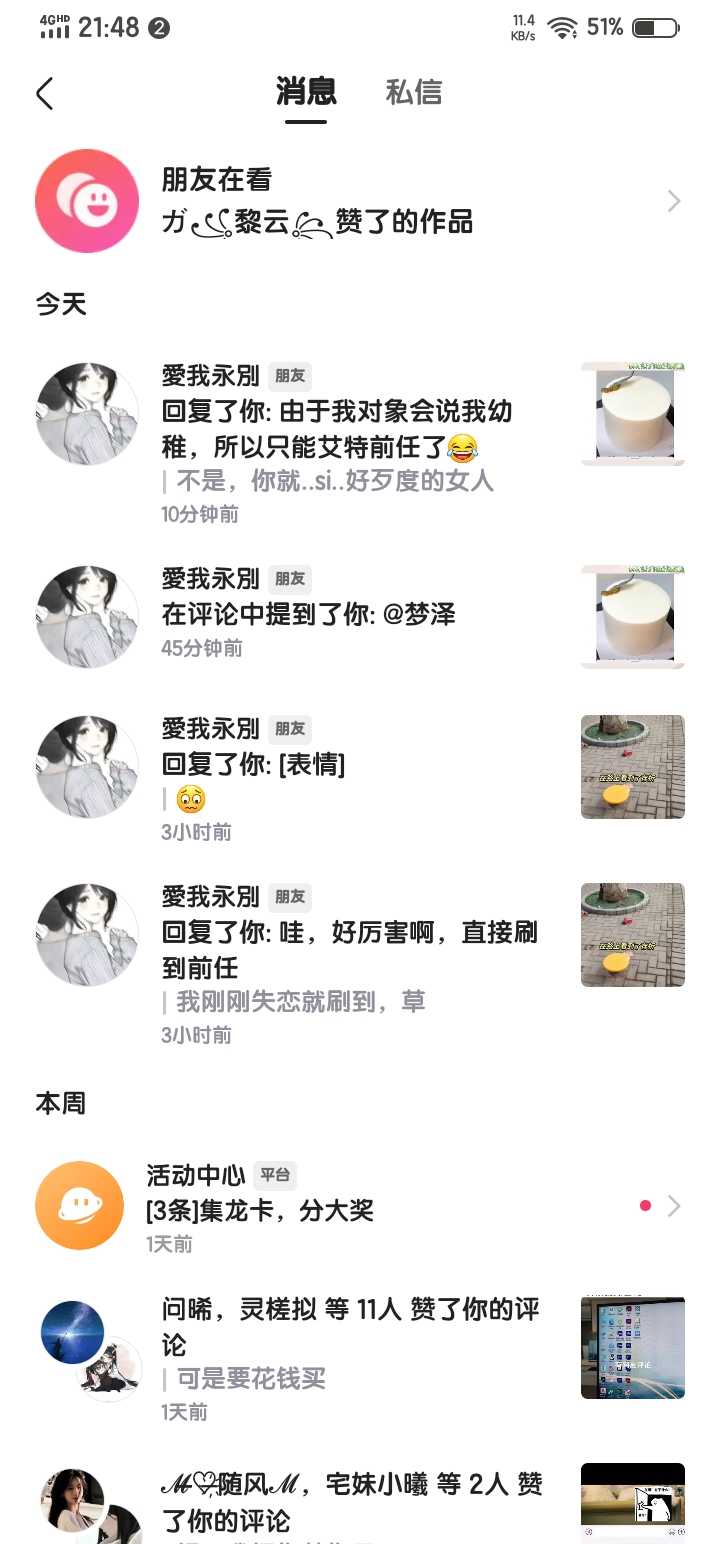 4GHD 21:48 2 11.4 KB/s 51%
消息 私信
朋友在看
ガ꧁黎云꧂赞了的作品
今天
愛我永別 朋友
回复了你: 由于我对象会说我幼
稚，所以只能艾特前任了😂
不是，你就..si..好歹度的女人
10分钟前
愛我永別 朋友
在评论中提到了你: @梦泽
45分钟前
愛我永別 朋友
回复了你: [表情]
😳
3小时前
愛我永別 朋友
回复了你: 哇，好厉害啊，直接刷
到前任
我刚刚失恋就刷到，草
3小时前
本周
活动中心 平台
[3条]集龙卡，分大奖
1天前
问晞，灵槎拟 等 11人 赞了你的评
论
可是要花钱买
1天前
ℳ♡随风ℳ，宅妹小曦 等 2人 赞
了你的评论